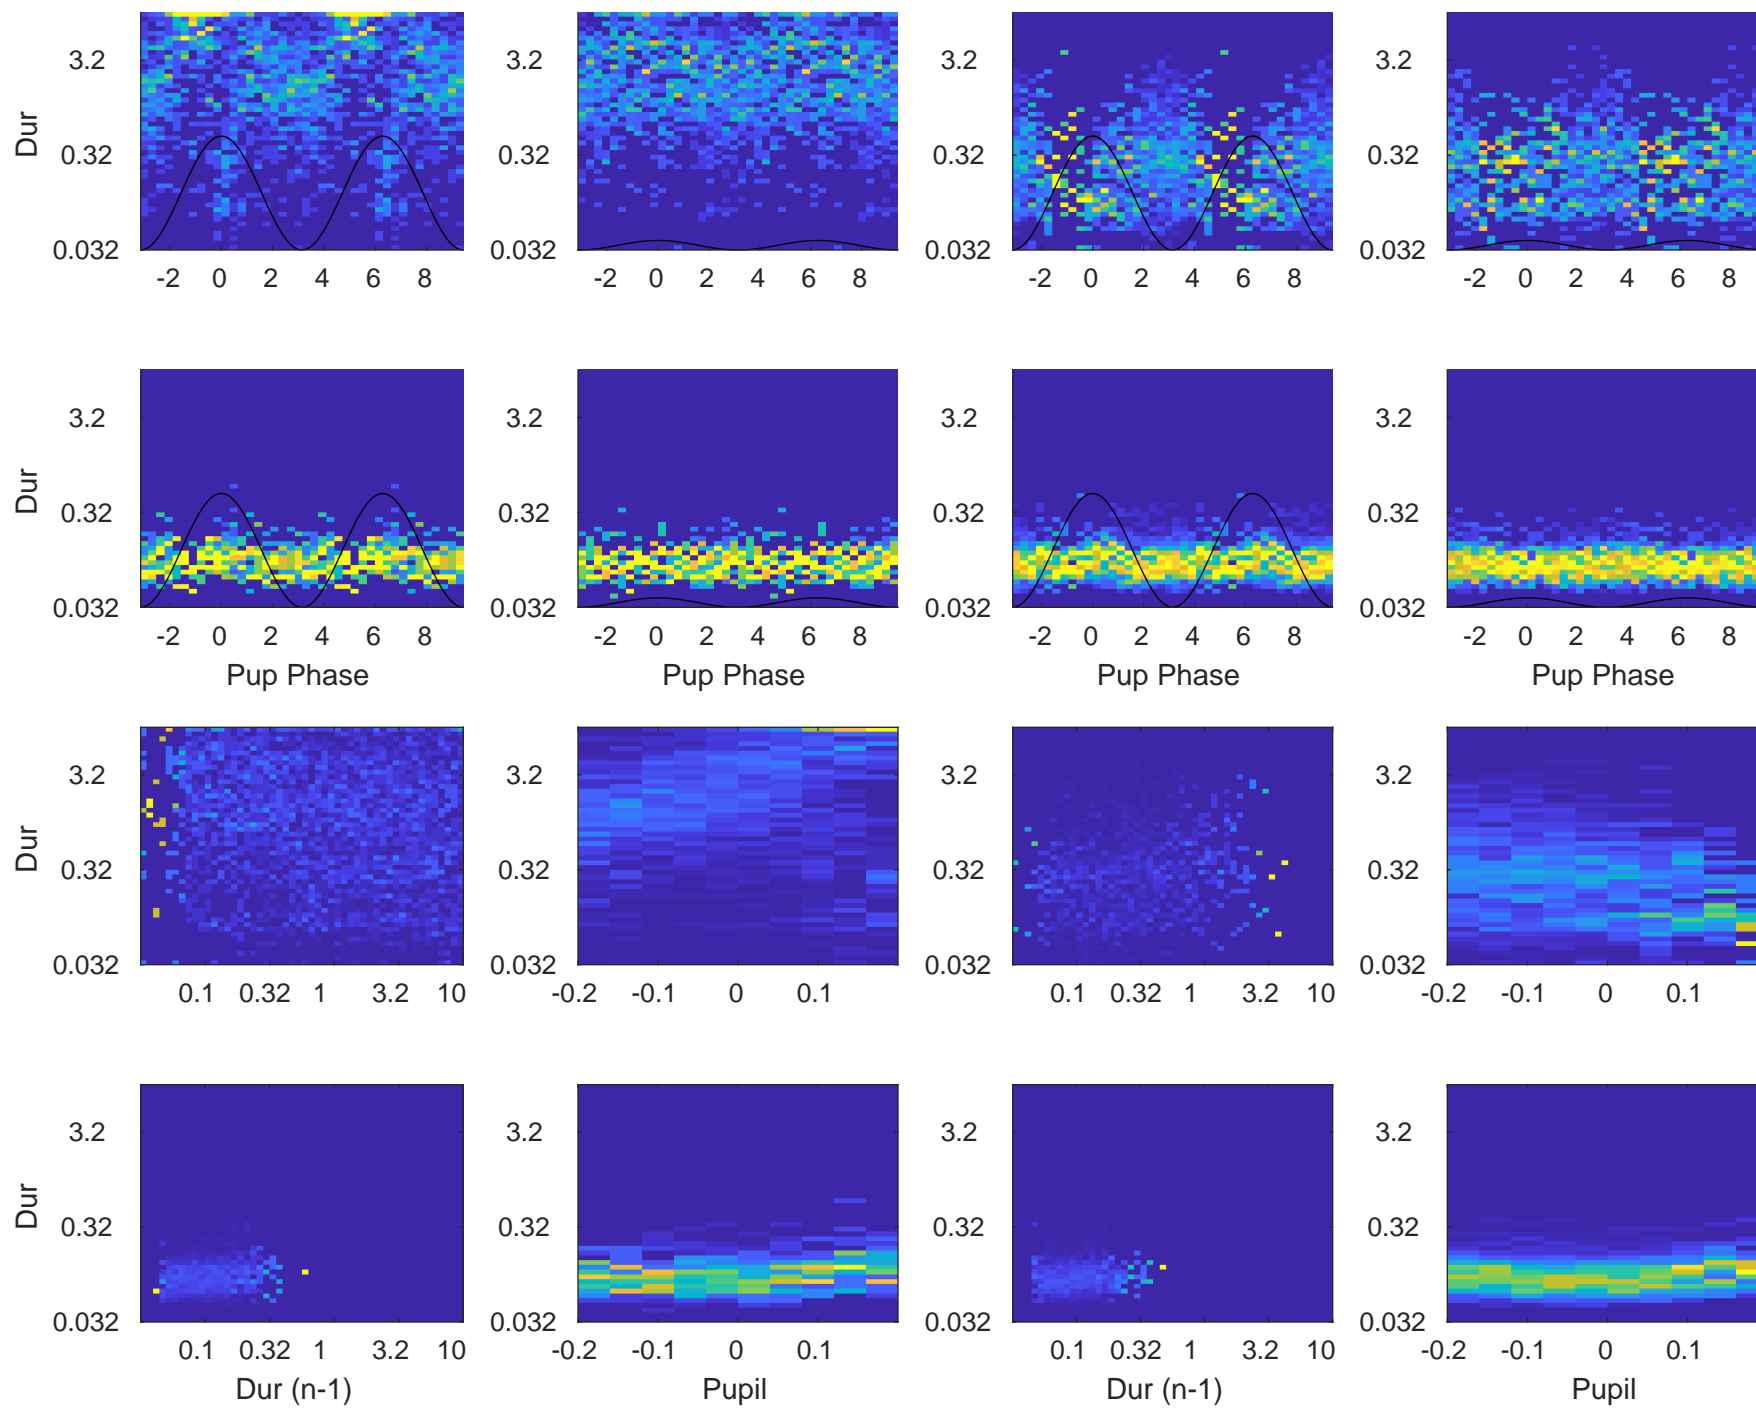 3.2 3.2 3.2 3.2
Dur
0.32 0.32 0.32 0.32
0.032 0.032 0.032 0.032
-2 0 2 4 6 8 -2 0 2 4 6 8 -2 0 2 4 6 8 -2 0 2 4 6 8
3.2 3.2 3.2 3.2
Dur
0.32 0.32 0.32 0.32
0.032 0.032 0.032 0.032
-2 0 2 4 6 8 -2 0 2 4 6 8 -2 0 2 4 6 8 -2 0 2 4 6 8
Pup Phase Pup Phase Pup Phase Pup Phase
3.2 3.2 3.2 3.2
Dur
0.32 0.32 0.32 0.32
0.032 0.032 0.032 0.032
0.1 0.32 1 3.2 10 -0.2 -0.1 0 0.1 0.1 0.32 1 3.2 10 -0.2 -0.1 0 0.1
3.2 3.2 3.2 3.2
Dur
0.32 0.32 0.32 0.32
0.032 0.032 0.032 0.032
0.1 0.32 1 3.2 10 -0.2 -0.1 0 0.1 0.1 0.32 1 3.2 10 -0.2 -0.1 0 0.1
Dur (n-1) Pupil Dur (n-1) Pupil